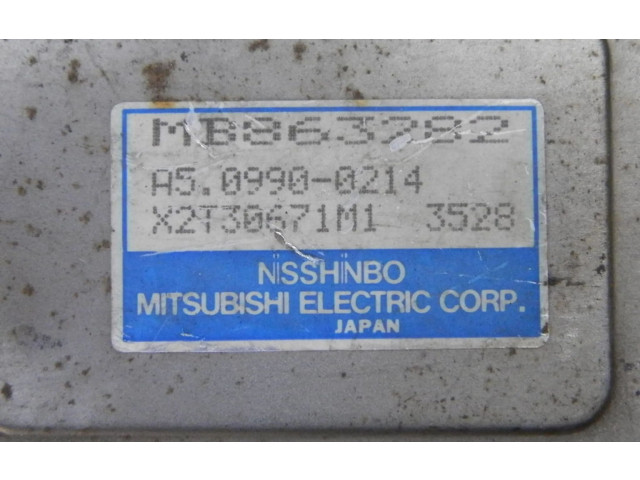 MB863782
A5.0990-0214
X2T30671M1 3528
NISSHINBO
MITSUBISHI ELECTRIC CORP.
JAPAN